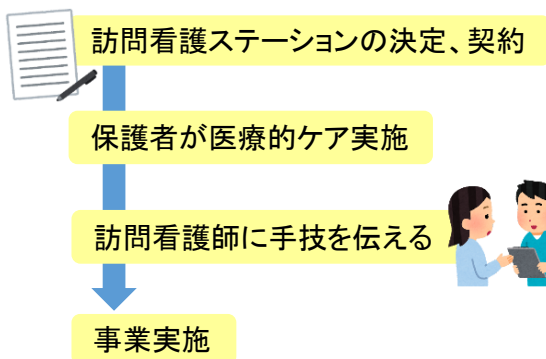 訪問看護ステーションの決定、契約
保護者が医療的ケア実施
訪問看護師に手技を伝える
事業実施